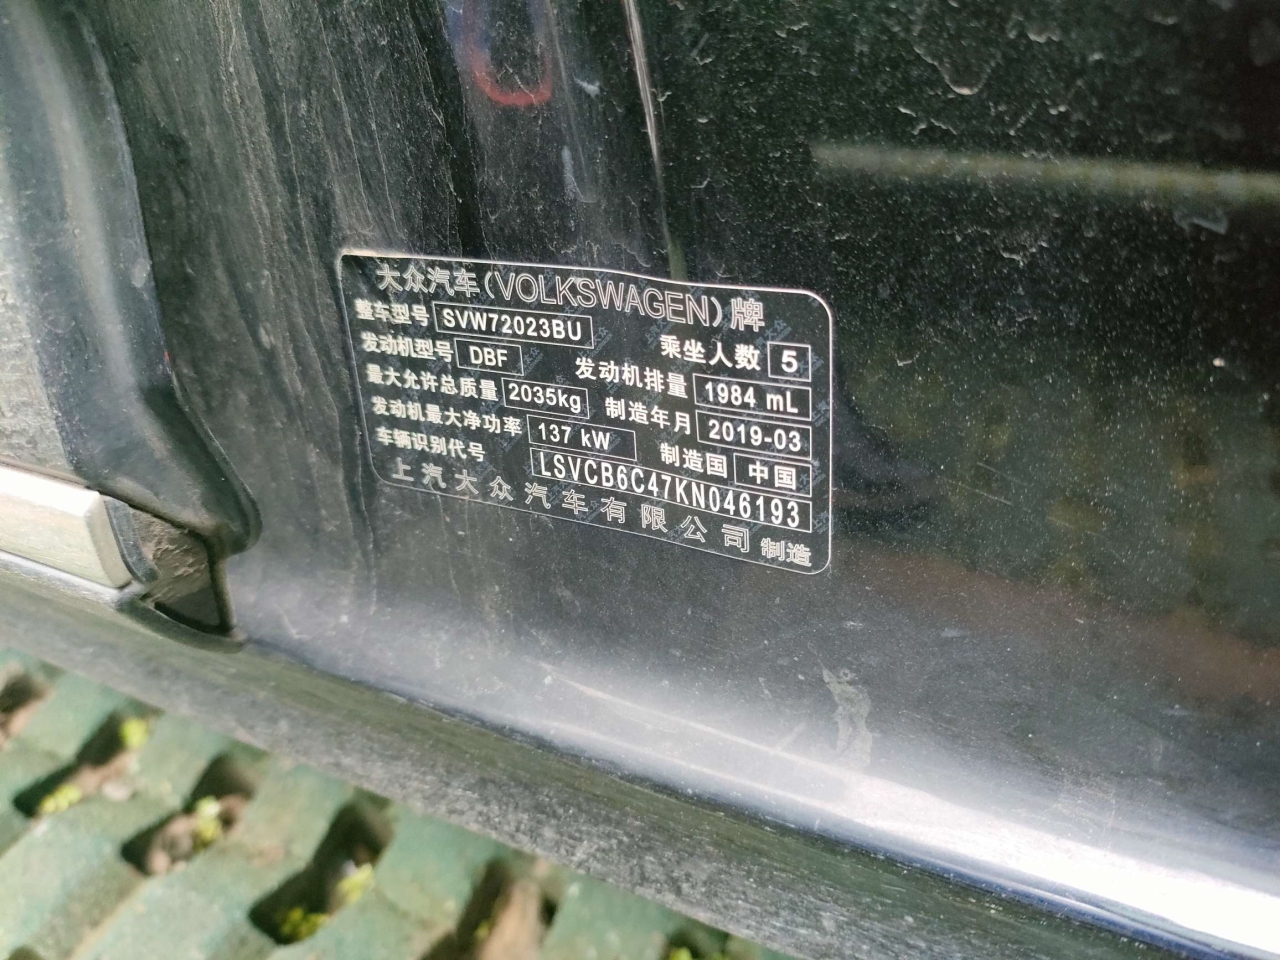 大众汽车(VOLKSWAGEN)牌
整车型号 SVW72023BU 乘坐人数 5
发动机型号 DBF 发动机排量 1984 mL
最大允许总质量 2035kg 制造年月 2019-03
发动机最大净功率 137 kW 制造国 中国
车辆识别代号 LSVCB6C47KN046193
上汽大众汽车有限公司 制造